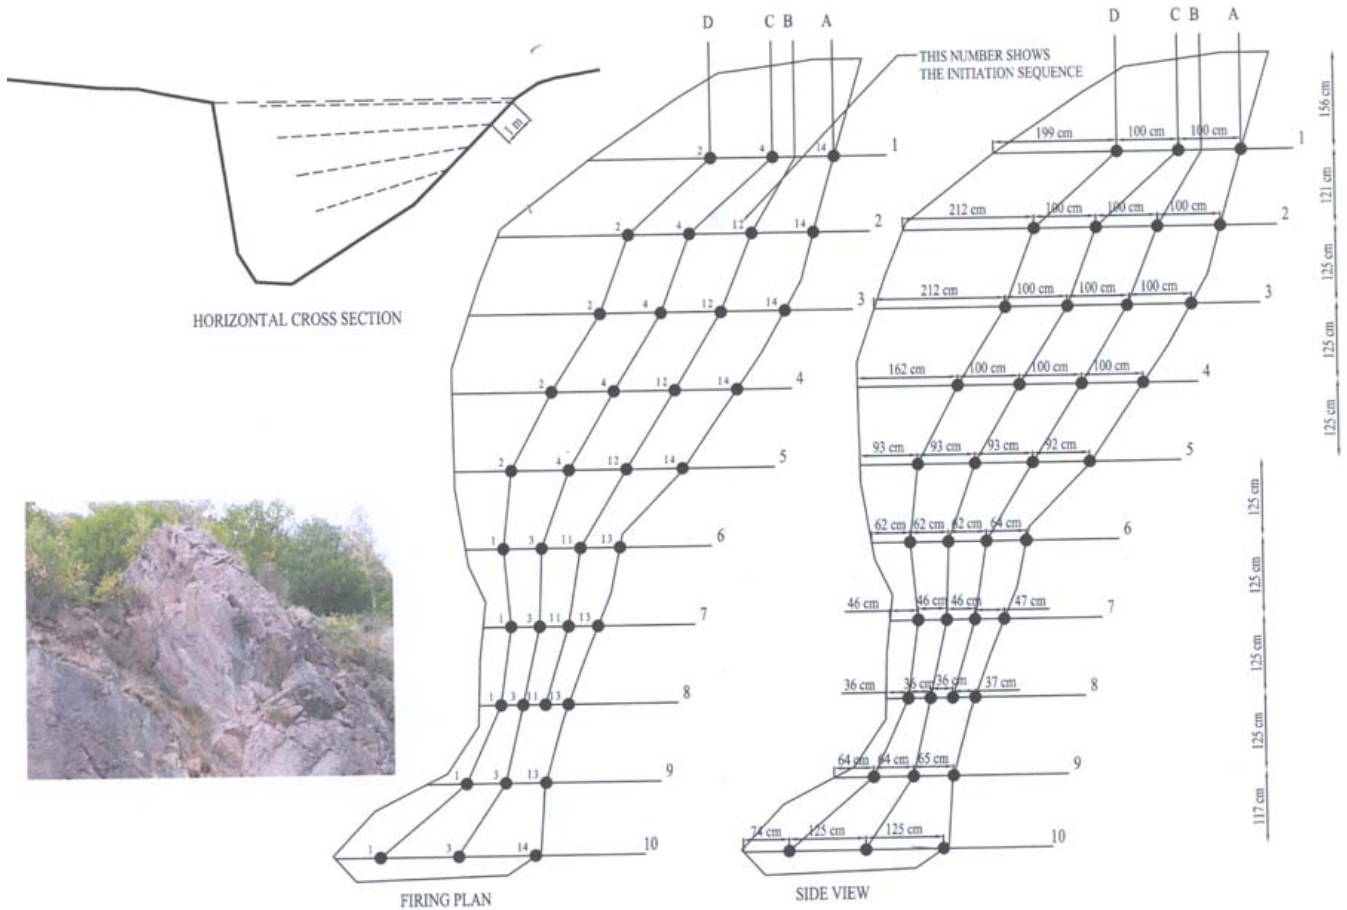 D C B A
THIS NUMBER SHOWS
THE INITIATION SEQUENCE
1 m
HORIZONTAL CROSS SECTION
2 4 14 1
2 4 12 14 2
2 4 12 14 3
2 4 12 14 4
2 4 12 14 5
1 3 11 13 6
1 3 11 13 7
1 3 11 13 8
1 3 13 9
1 3 14 10
FIRING PLAN
D C B A
199 cm 100 cm 100 cm 1
212 cm 100 cm 100 cm 100 cm 2
212 cm 100 cm 100 cm 100 cm 3
162 cm 100 cm 100 cm 100 cm 4
93 cm 93 cm 93 cm 92 cm 5
62 cm 62 cm 62 cm 64 cm 6
46 cm 46 cm 46 cm 47 cm 7
36 cm 36 cm 36 cm 37 cm 8
64 cm 64 cm 65 cm 9
74 cm 125 cm 125 cm 10
SIDE VIEW
156 cm
121 cm
125 cm
125 cm
125 cm
125 cm
125 cm
125 cm
125 cm
117 cm